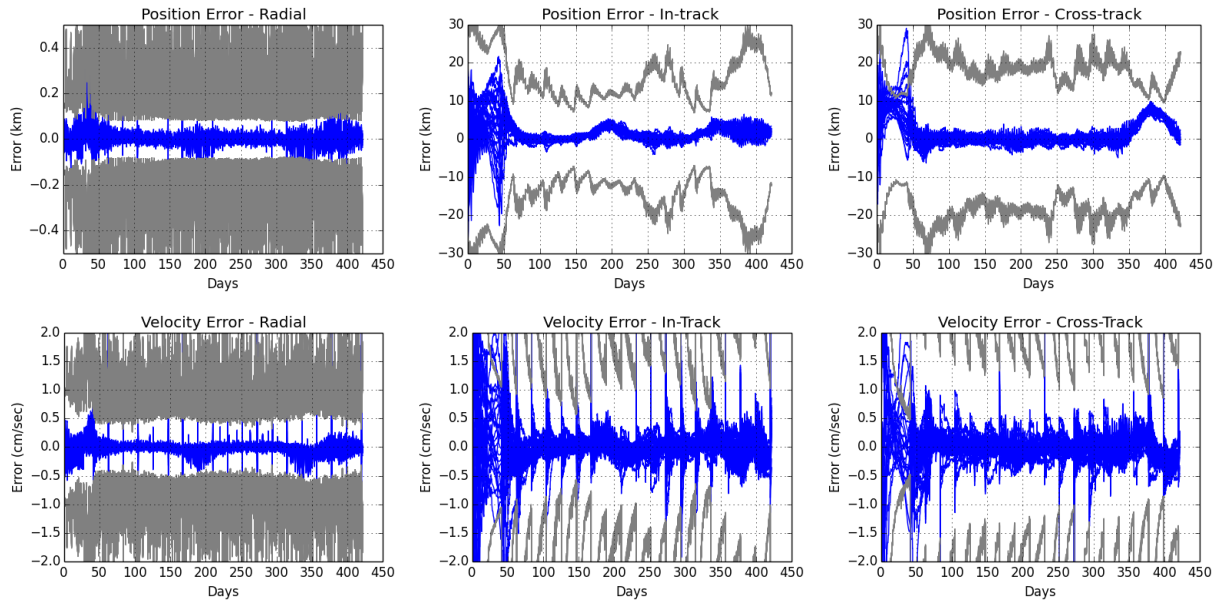 Position Error - Radial
Error (km)
0.4
0.2
0.0
−0.2
−0.4
0 50 100 150 200 250 300 350 400 450
Days
Position Error - In-track
Error (km)
30
20
10
0
−10
−20
−30
0 50 100 150 200 250 300 350 400 450
Days
Position Error - Cross-track
Error (km)
30
20
10
0
−10
−20
−30
0 50 100 150 200 250 300 350 400 450
Days
Velocity Error - Radial
Error (cm/sec)
2.0
1.5
1.0
0.5
0.0
−0.5
−1.0
−1.5
−2.0
0 50 100 150 200 250 300 350 400 450
Days
Velocity Error - In-Track
Error (cm/sec)
2.0
1.5
1.0
0.5
0.0
−0.5
−1.0
−1.5
−2.0
0 50 100 150 200 250 300 350 400 450
Days
Velocity Error - Cross-Track
Error (cm/sec)
2.0
1.5
1.0
0.5
0.0
−0.5
−1.0
−1.5
−2.0
0 50 100 150 200 250 300 350 400 450
Days